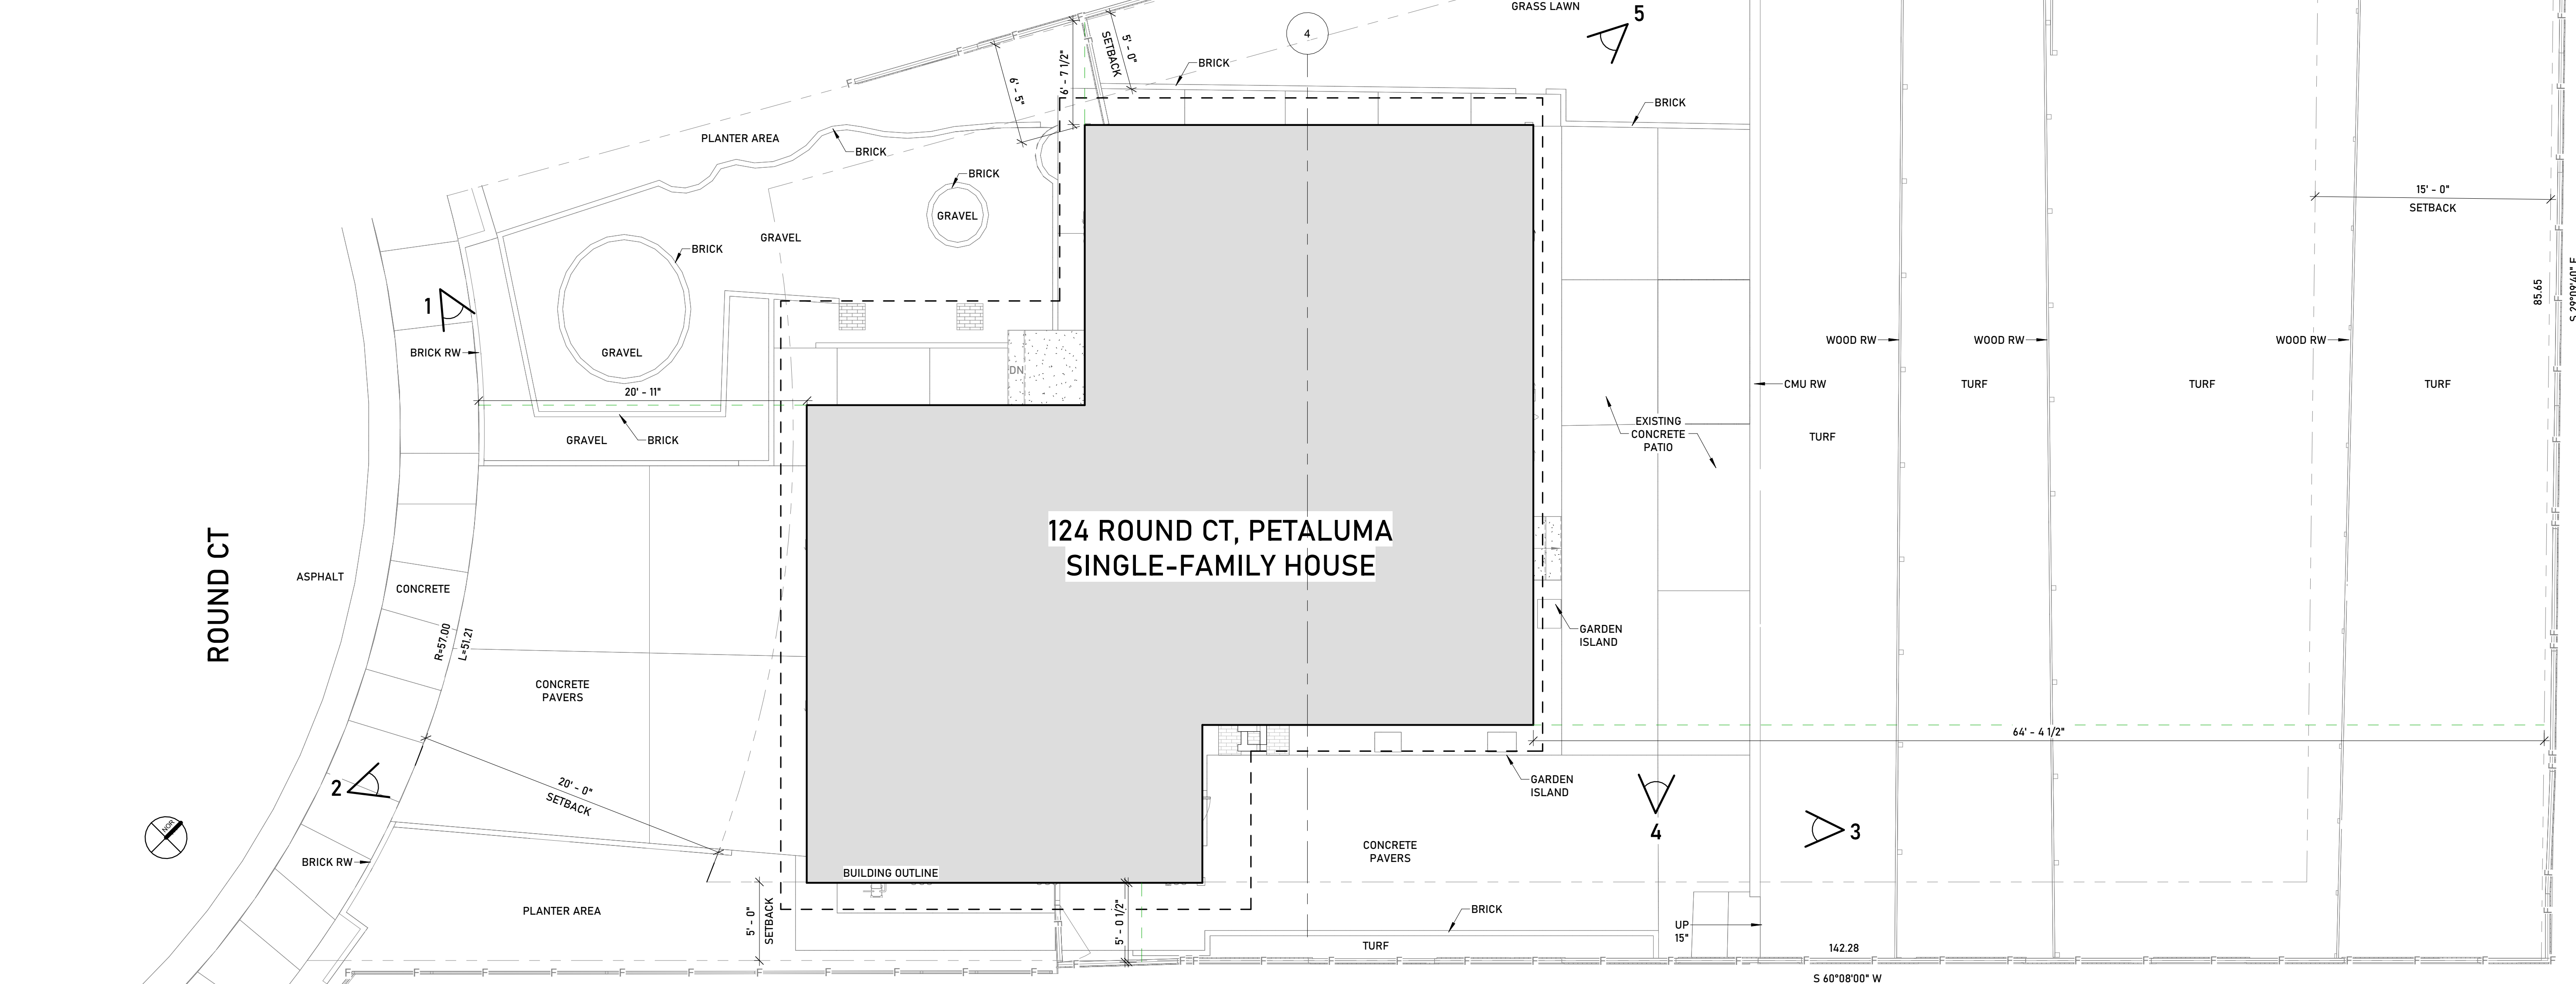 GRASS LAWN
5
4
5' - 0"
SETBACK
6' - 7 1/2"
6' - 5"
BRICK
BRICK
PLANTER AREA
BRICK
BRICK
GRAVEL
GRAVEL
BRICK
15' - 0"
SETBACK
85.65
1
BRICK RW
GRAVEL
DN
20' - 11"
GRAVEL
BRICK
WOOD RW
WOOD RW
WOOD RW
CMU RW
TURF
TURF
TURF
TURF
EXISTING
CONCRETE
PATIO
124 ROUND CT, PETALUMA
SINGLE-FAMILY HOUSE
ROUND CT
ASPHALT
CONCRETE
R=57.00
L=51.21
GARDEN
ISLAND
CONCRETE
PAVERS
64' - 4 1/2"
2
20' - 0"
SETBACK
GARDEN
ISLAND
NOR
4
3
CONCRETE
PAVERS
BRICK RW
BUILDING OUTLINE
PLANTER AREA
5' - 0"
SETBACK
5' - 0 1/2"
BRICK
UP
15"
TURF
142.28
S 60°08'00" W